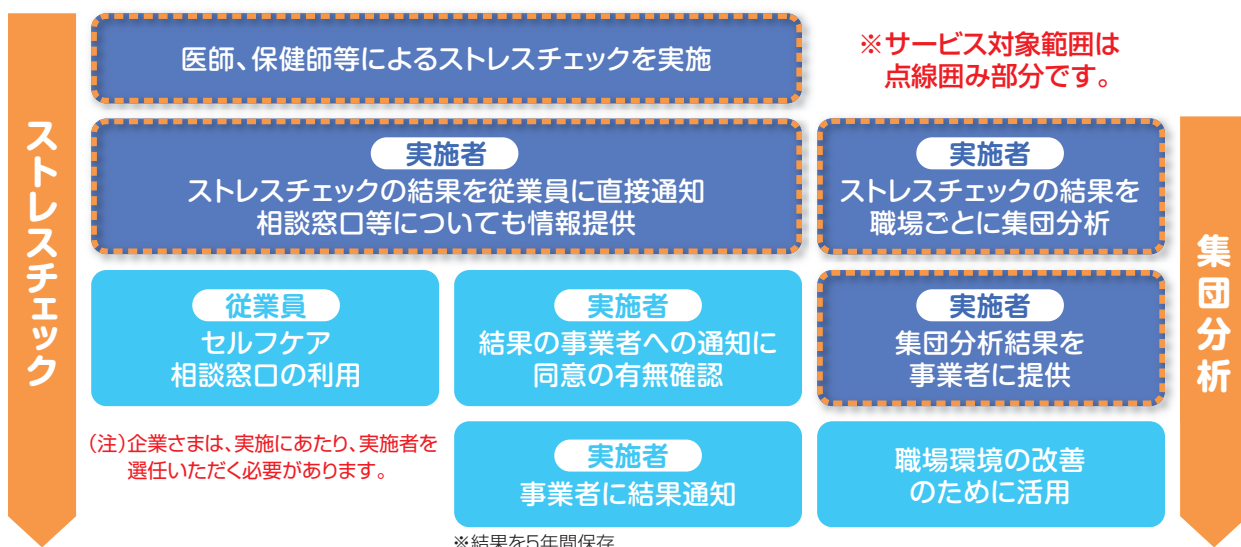 ストレスチェック
医師、保健師等によるストレスチェックを実施
※サービス対象範囲は
点線囲み部分です。
実施者
ストレスチェックの結果を従業員に直接通知
相談窓口等についても情報提供
実施者
ストレスチェックの結果を
職場ごとに集団分析
集団分析
従業員
セルフケア
相談窓口の利用
実施者
結果の事業者への通知に
同意の有無確認
実施者
集団分析結果を
事業者に提供
(注)企業さまは、実施にあたり、実施者を
選任いただく必要があります。
実施者
事業者に結果通知
職場環境の改善
のために活用
※結果を5年間保存